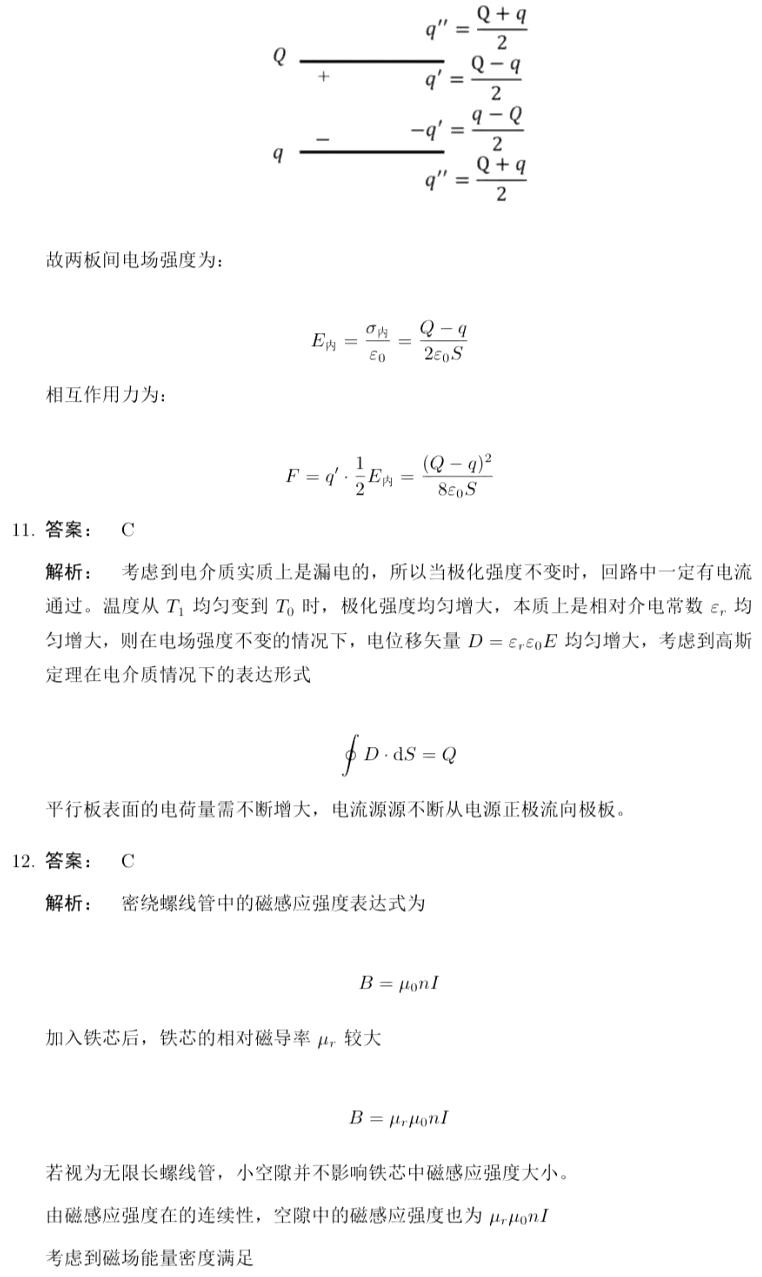 q′′ = (Q + q)/2
Q
+
q′ = (Q − q)/2
−
−q′ = (q − Q)/2
q
q′′ = (Q + q)/2
故两板间电场强度为：
E内 = σ内/ε₀ = (Q − q)/(2ε₀S)
相互作用力为：
F = q′ · 1/2 E内 = (Q − q)²/(8ε₀S)
11. 答案： C
解析： 考虑到电介质实质上是漏电的，所以当极化强度不变时，回路中一定有电流
通过。温度从 T₁ 均匀变到 T₀ 时，极化强度均匀增大，本质上是相对介电常数 εᵣ 均
匀增大，则在电场强度不变的情况下，电位移矢量 D = εᵣε₀E 均匀增大，考虑到高斯
定理在电介质情况下的表达形式
∮ D · dS = Q
平行板表面的电荷量需不断增大，电流源源不断从电源正极流向极板。
12. 答案： C
解析： 密绕螺线管中的磁感应强度表达式为
B = μ₀nI
加入铁芯后，铁芯的相对磁导率 μᵣ 较大
B = μᵣμ₀nI
若视为无限长螺线管，小空隙并不影响铁芯中磁感应强度大小。
由磁感应强度在的连续性，空隙中的磁感应强度也为 μᵣμ₀nI
考虑到磁场能量密度满足